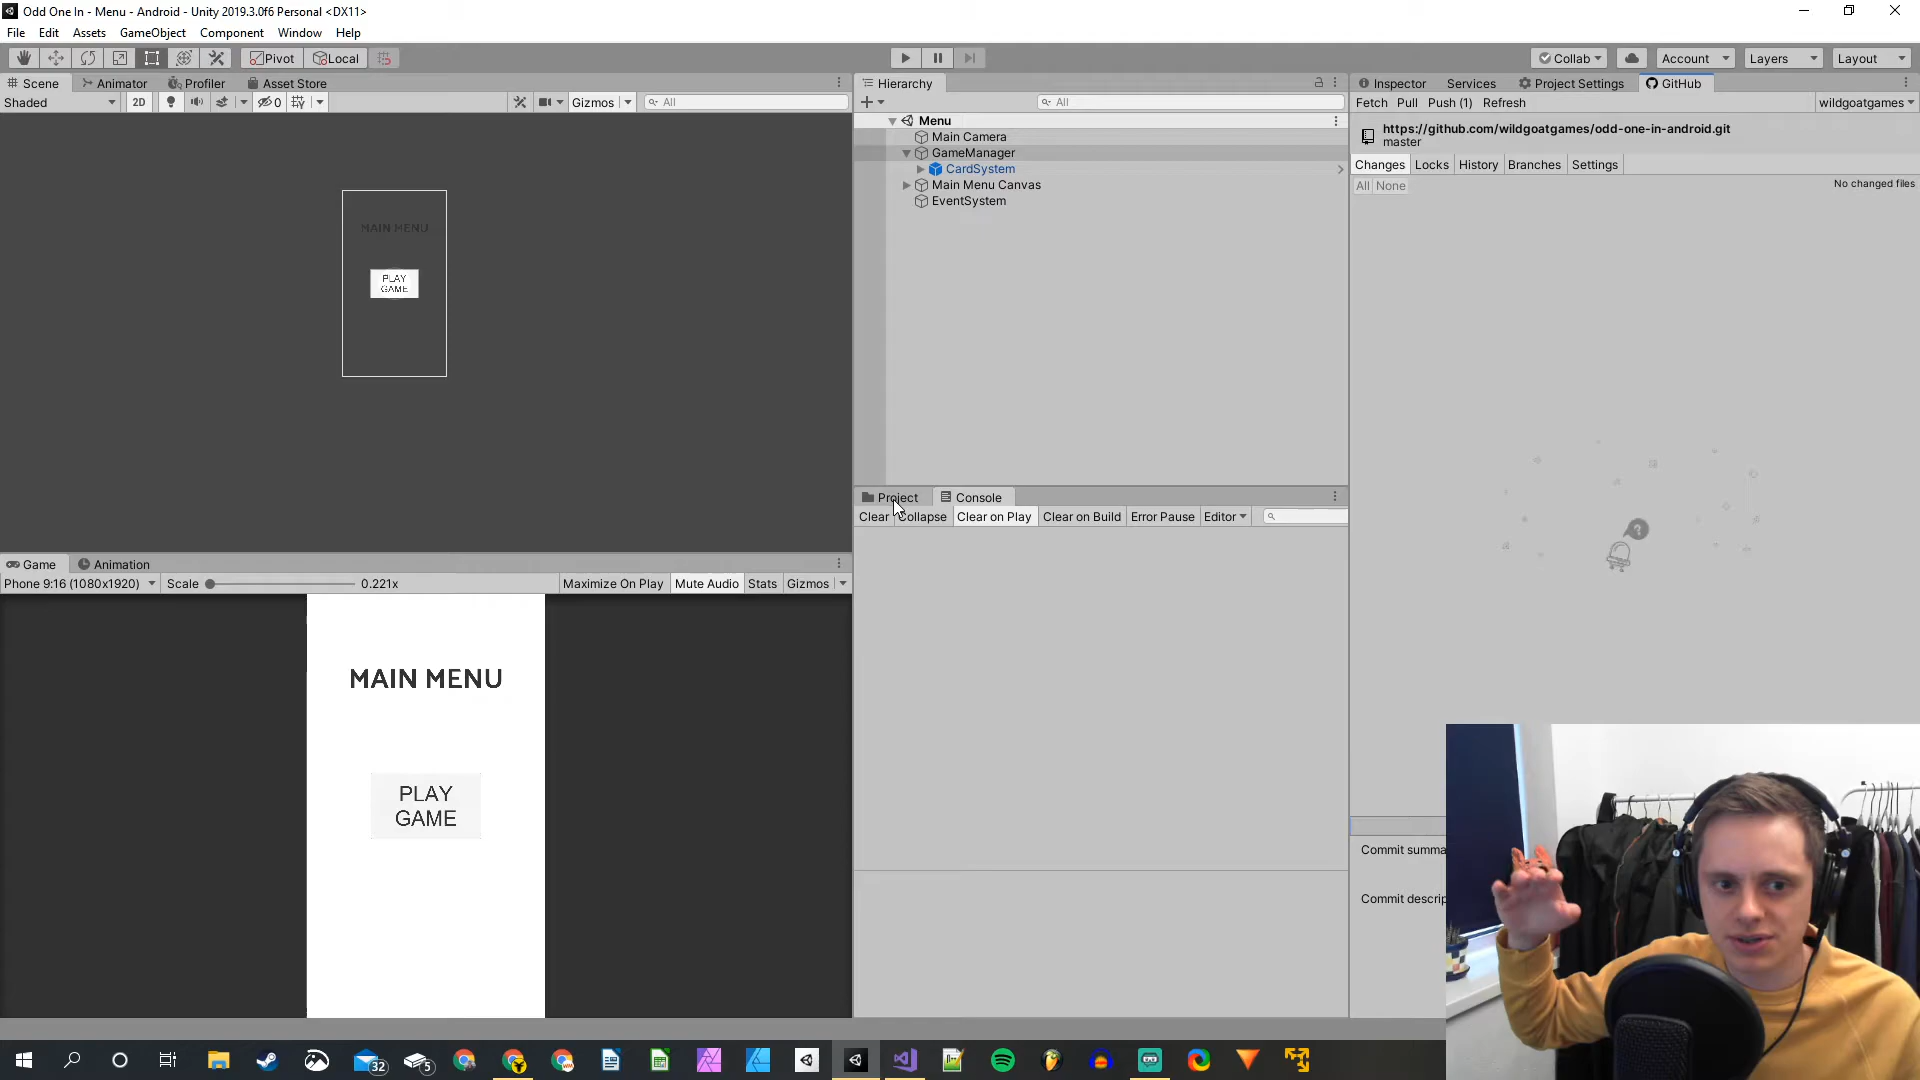 Odd One In - Menu - Android - Unity 2019.3.0f6 Personal <DX11>
File Edit Assets GameObject Component Window Help
Pivot Local Collab Account Layers Layout
Scene Animator Profiler Asset Store
Shaded 2D 0 Gizmos All
MAIN MENU
PLAY
GAME
Hierarchy
All
Menu
Main Camera
GameManager
CardSystem
Main Menu Canvas
EventSystem
Inspector Services Project Settings GitHub
Fetch Pull Push (1) Refresh wildgoatgames
https://github.com/wildgoatgames/odd-one-in-android.git
master
Changes Locks History Branches Settings
All None No changed files
Project Console
Clear Collapse Clear on Play Clear on Build Error Pause Editor
Game Animation
Phone 9:16 (1080x1920) Scale 0.221x Maximize On Play Mute Audio Stats Gizmos
MAIN MENU
PLAY
GAME
?
Commit summa
Commit descrip
32
5